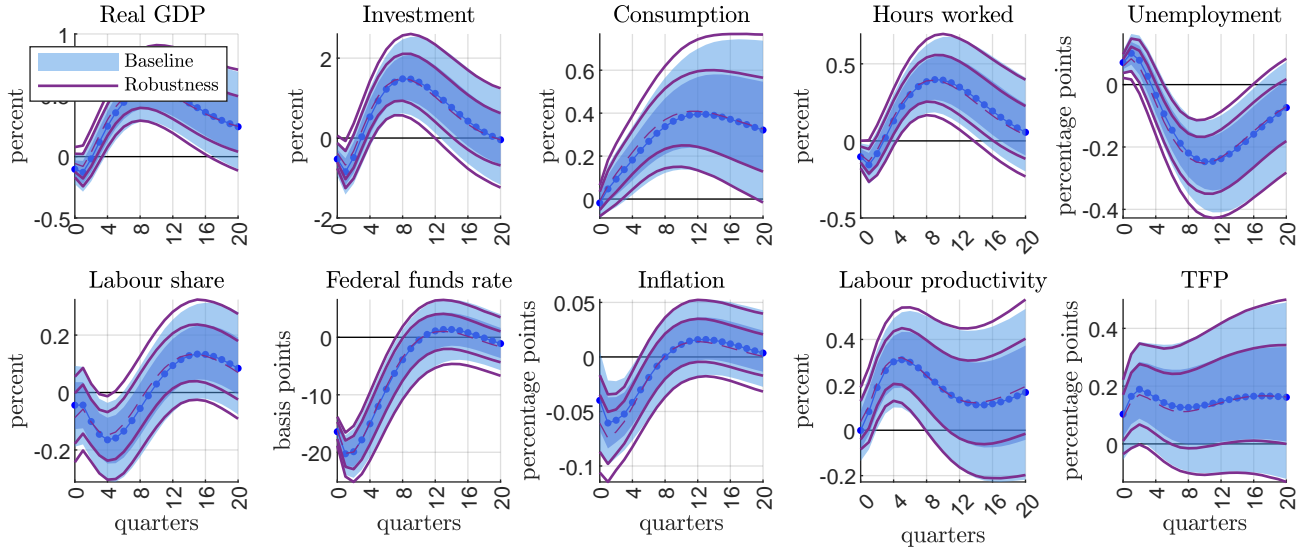 Real GDP
Investment
Consumption
Hours worked
Unemployment
percent
percent
percent
percent
percentage points
1
0
-0.5
Baseline
Robustness
2
0
-2
0.6
0.4
0.2
0
0.5
0
-0.5
0
-0.2
-0.4
0 4 8 12 16 20
0 4 8 12 16 20
0 4 8 12 16 20
0 4 8 12 16 20
0 4 8 12 16 20
Labour share
Federal funds rate
Inflation
Labour productivity
TFP
percent
basis points
percentage points
percent
percentage points
0.2
0
-0.2
0
-10
-20
0.05
0
-0.05
-0.1
0.4
0.2
0
-0.2
0.4
0.2
0
0 4 8 12 16 20
0 4 8 12 16 20
0 4 8 12 16 20
0 4 8 12 16 20
0 4 8 12 16 20
quarters
quarters
quarters
quarters
quarters